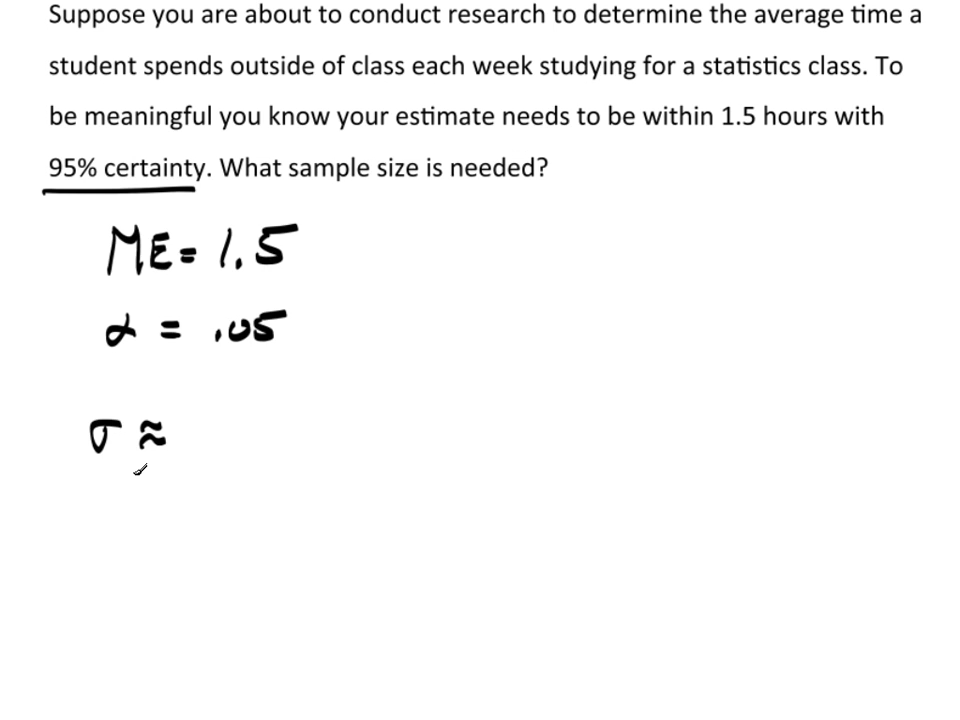 Suppose you are about to conduct research to determine the average time a
student spends outside of class each week studying for a statistics class. To
be meaningful you know your estimate needs to be within 1.5 hours with
95% certainty. What sample size is needed?
ME = 1.5
α = .05
σ ≈